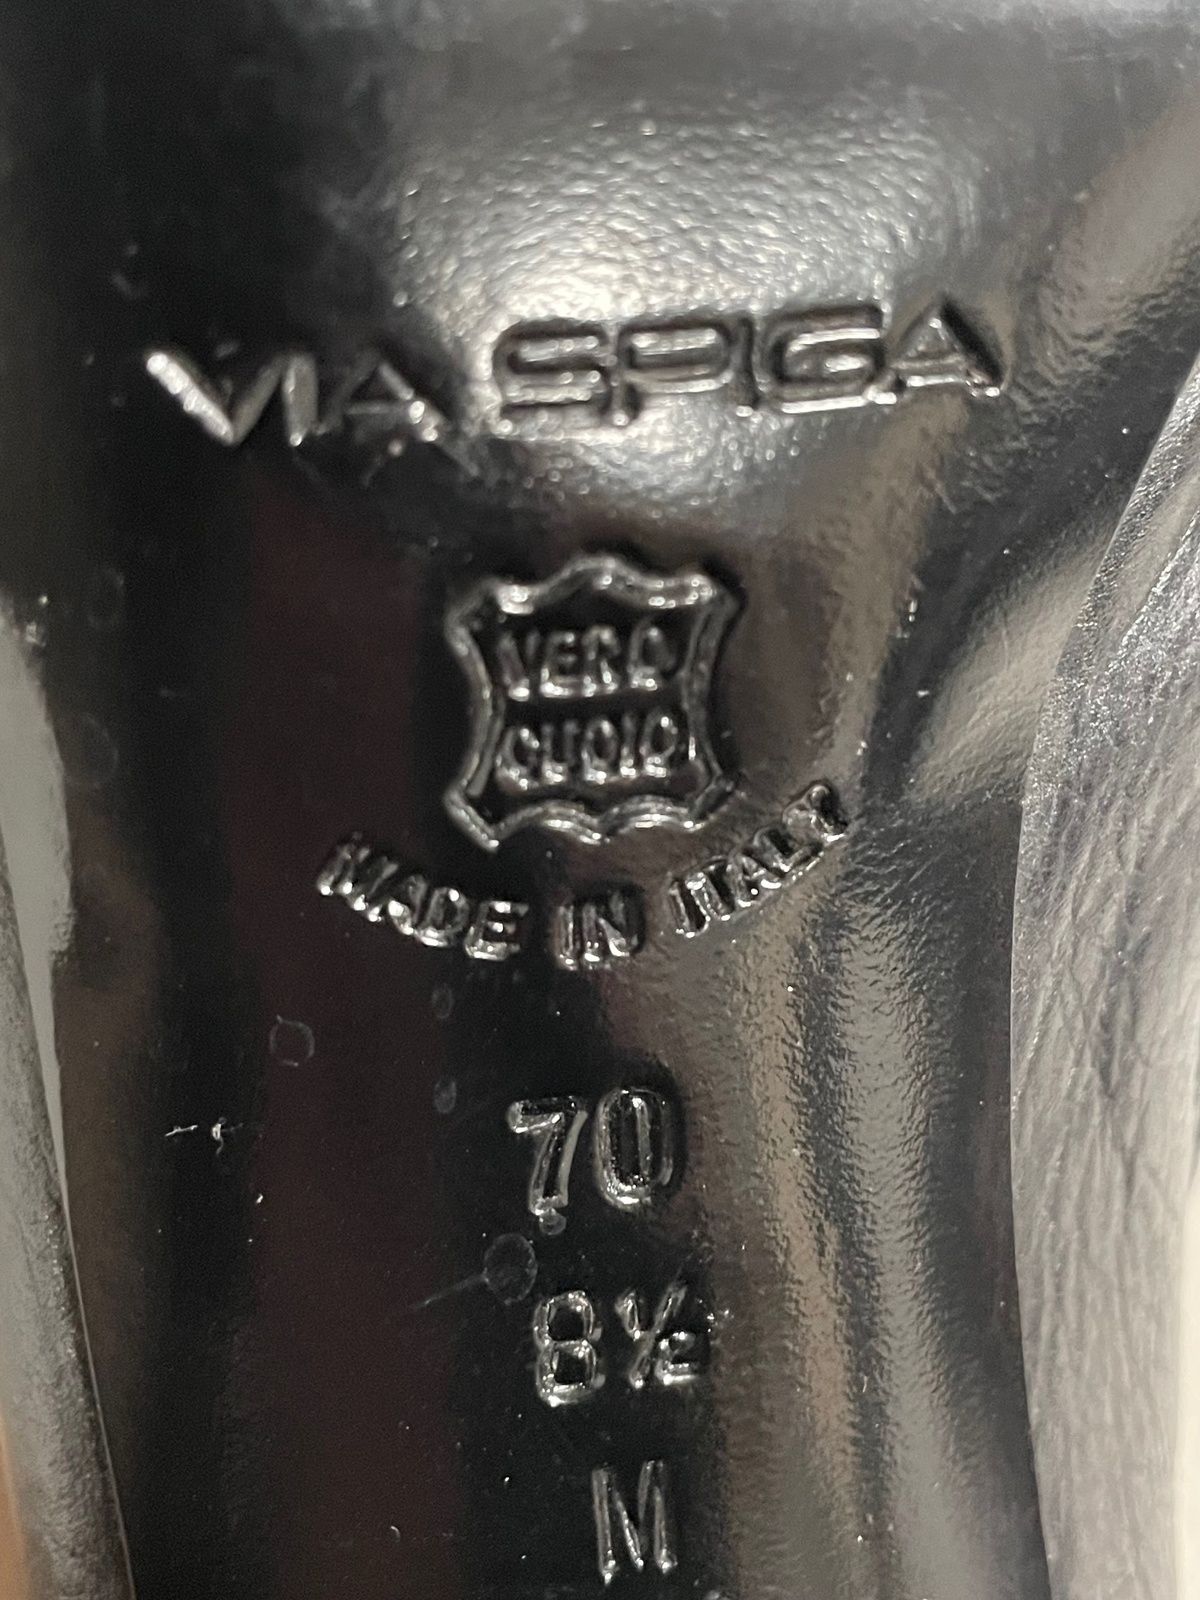 VIA SPIGA
VERO
CUOIO
MADE IN ITALY
70
8½
M